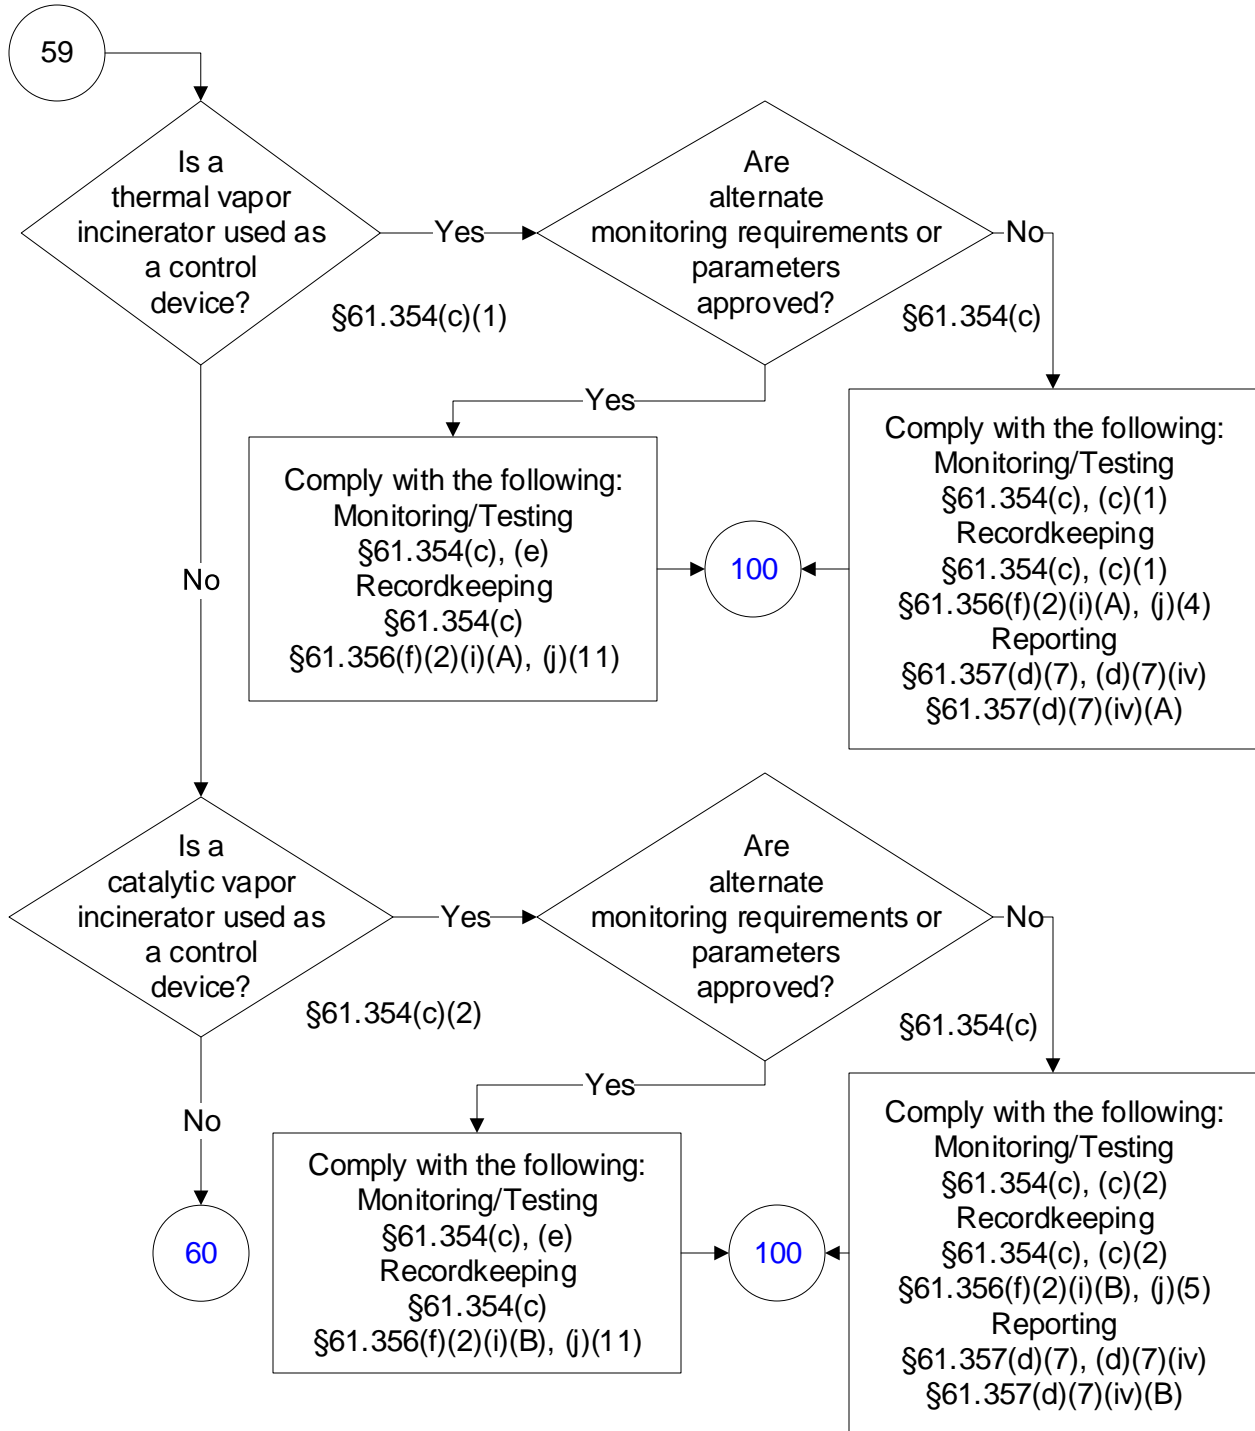 59
Is a
thermal vapor
incinerator used as
a control
device?
Yes
§61.354(c)(1)
Are
alternate
monitoring requirements or
parameters
approved?
No
§61.354(c)
Yes
Comply with the following:
Monitoring/Testing
§61.354(c), (e)
Recordkeeping
§61.354(c)
§61.356(f)(2)(i)(A), (j)(11)
100
Comply with the following:
Monitoring/Testing
§61.354(c), (c)(1)
Recordkeeping
§61.354(c), (c)(1)
§61.356(f)(2)(i)(A), (j)(4)
Reporting
§61.357(d)(7), (d)(7)(iv)
§61.357(d)(7)(iv)(A)
No
Is a
catalytic vapor
incinerator used as
a control
device?
Yes
§61.354(c)(2)
Are
alternate
monitoring requirements or
parameters
approved?
No
§61.354(c)
Yes
No
60
Comply with the following:
Monitoring/Testing
§61.354(c), (e)
Recordkeeping
§61.354(c)
§61.356(f)(2)(i)(B), (j)(11)
100
Comply with the following:
Monitoring/Testing
§61.354(c), (c)(2)
Recordkeeping
§61.354(c), (c)(2)
§61.356(f)(2)(i)(B), (j)(5)
Reporting
§61.357(d)(7), (d)(7)(iv)
§61.357(d)(7)(iv)(B)